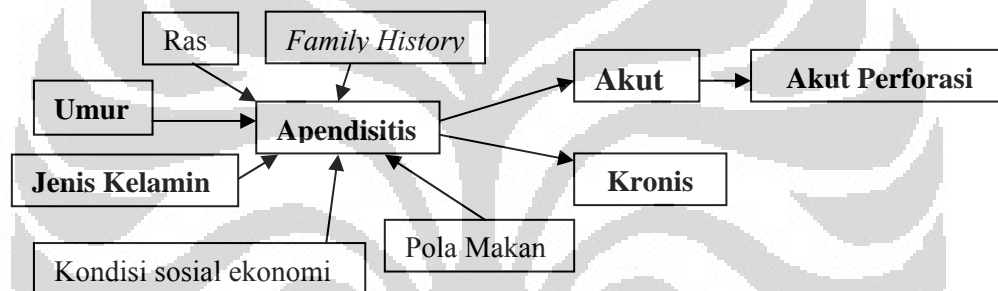 Ras
Family History
Akut
Akut Perforasi
Umur
Apendisitis
Jenis Kelamin
Kronis
Pola Makan
Kondisi sosial ekonomi